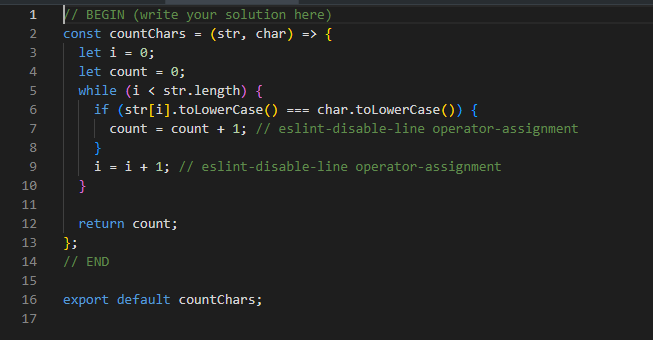 1 // BEGIN (write your solution here)
2 const countChars = (str, char) => {
3   let i = 0;
4   let count = 0;
5   while (i < str.length) {
6     if (str[i].toLowerCase() === char.toLowerCase()) {
7       count = count + 1; // eslint-disable-line operator-assignment
8     }
9     i = i + 1; // eslint-disable-line operator-assignment
10   }
11
12   return count;
13 };
14 // END
15
16 export default countChars;
17